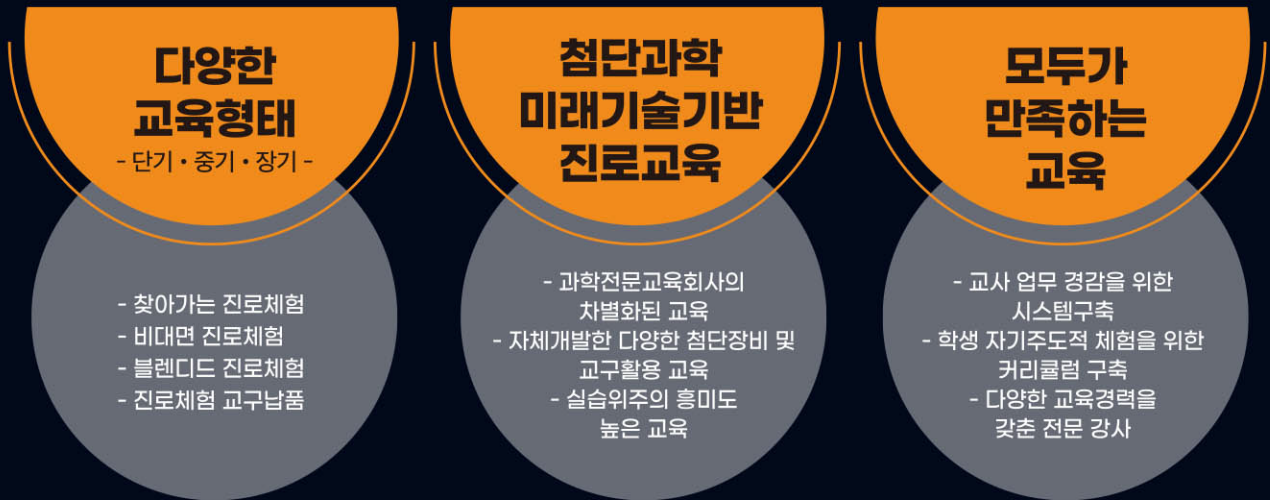 다양한
교육형태
- 단기 · 중기 · 장기 -
- 찾아가는 진로체험
- 비대면 진로체험
- 블렌디드 진로체험
- 진로체험 교구납품
첨단과학
미래기술기반
진로교육
- 과학전문교육회사의
차별화된 교육
- 자체개발한 다양한 첨단장비 및
교구활용 교육
- 실습위주의 흥미도
높은 교육
모두가
만족하는
교육
- 교사 업무 경감을 위한
시스템구축
- 학생 자기주도적 체험을 위한
커리큘럼 구축
- 다양한 교육경력을
갖춘 전문 강사